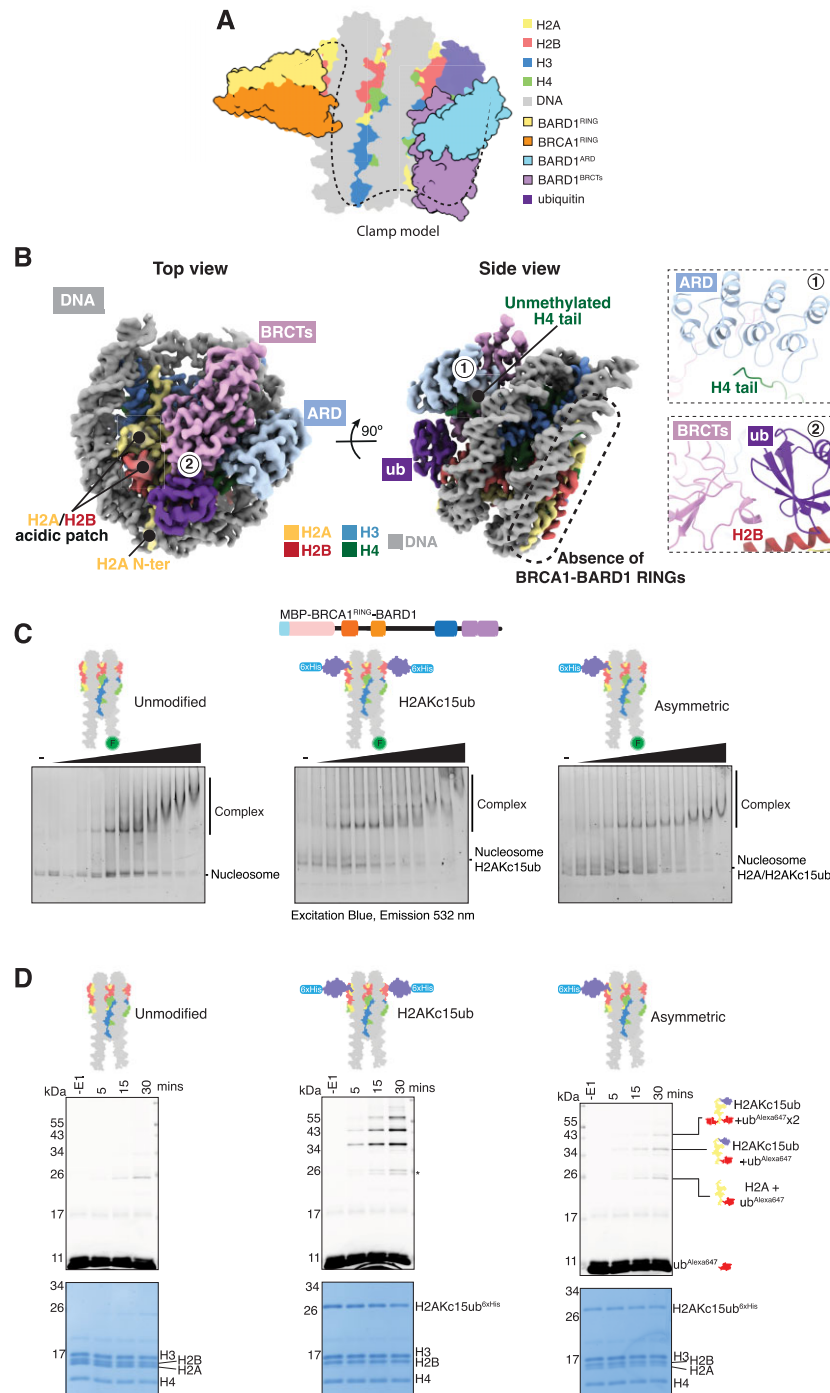 A
H2A
H2B
H3
H4
DNA
BARD1RING
BRCA1RING
BARD1ARD
BARD1BRCTs
ubiquitin
Clamp model
B
Top view
Side view
DNA
BRCTs
ARD
2
H2A/H2B
acidic patch
H2A N-ter
90°
H2A
H2B
H3
H4
DNA
Unmethylated
H4 tail
1
ub
Absence of
BRCA1-BARD1 RINGs
ARD
1
H4 tail
BRCTs
ub
2
H2B
C
MBP-BRCA1RING-BARD1
Unmodified
F
-
Complex
Nucleosome
6xHis
6xHis
H2AKc15ub
F
-
Complex
Nucleosome
H2AKc15ub
Excitation Blue, Emission 532 nm
6xHis
Asymmetric
F
-
Complex
Nucleosome
H2A/H2AKc15ub
D
Unmodified
kDa
-E1
5
15
30
mins
55
43
34
26
17
11
34
26
17
H3
H2B
H2A
H4
6xHis
6xHis
H2AKc15ub
kDa
-E1
5
15
30
mins
55
43
34
26
*
17
11
34
26
H2AKc15ub6xHis
17
H3
H2B
H4
6xHis
Asymmetric
kDa
-E1
5
15
30
mins
55
43
34
26
17
11
H2AKc15ub
+ubAlexa647x2
H2AKc15ub
+ubAlexa647
H2A +
ubAlexa647
ubAlexa647
34
26
H2AKc15ub6xHis
17
H3
H2B
H2A
H4